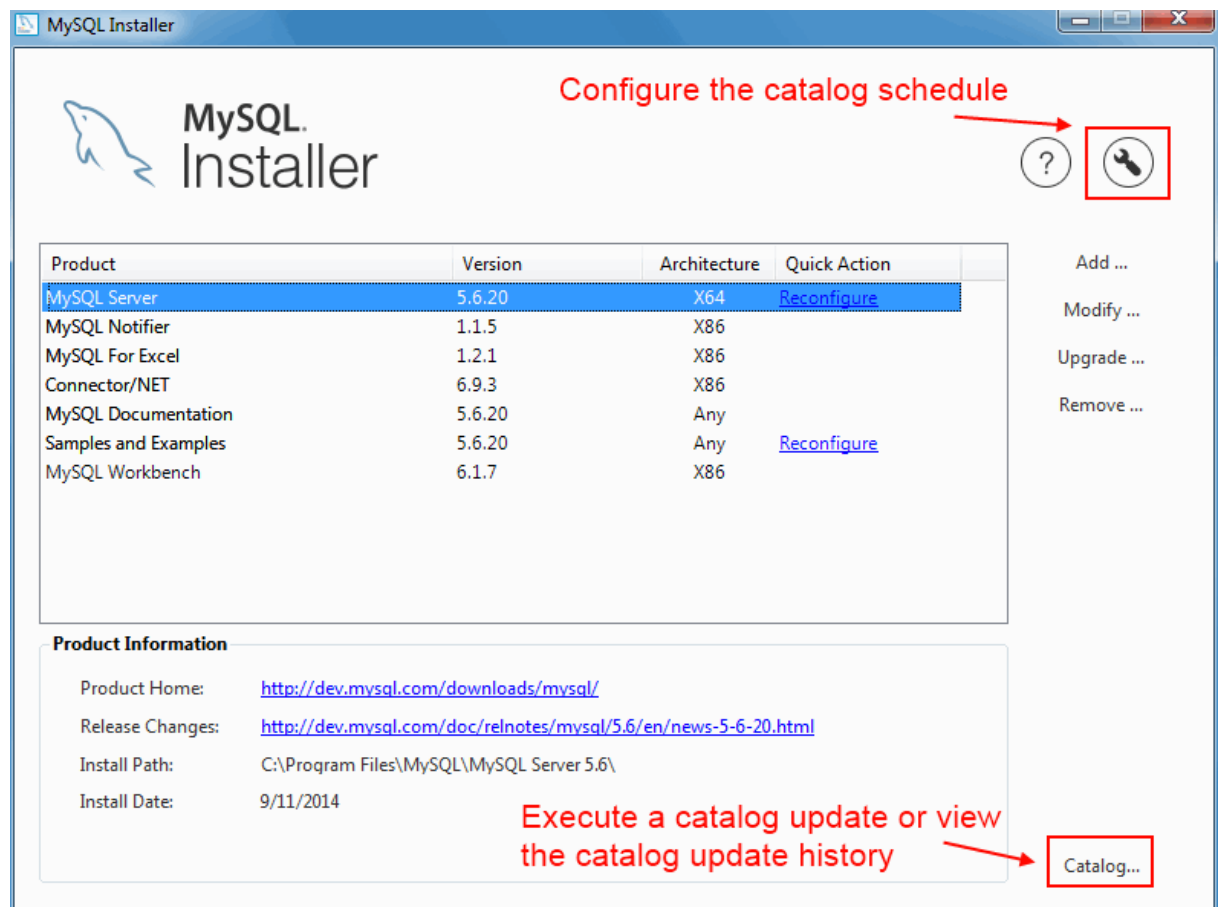 MySQL Installer
Configure the catalog schedule
MySQL.
Installer
?
Product Version Architecture Quick Action
MySQL Server 5.6.20 X64 Reconfigure
MySQL Notifier 1.1.5 X86
MySQL For Excel 1.2.1 X86
Connector/NET 6.9.3 X86
MySQL Documentation 5.6.20 Any
Samples and Examples 5.6.20 Any Reconfigure
MySQL Workbench 6.1.7 X86
Add ...
Modify ...
Upgrade ...
Remove ...
Product Information
Product Home: http://dev.mysql.com/downloads/mysql/
Release Changes: http://dev.mysql.com/doc/relnotes/mysql/5.6/en/news-5-6-20.html
Install Path: C:\Program Files\MySQL\MySQL Server 5.6\
Install Date: 9/11/2014
Execute a catalog update or view
the catalog update history
Catalog...